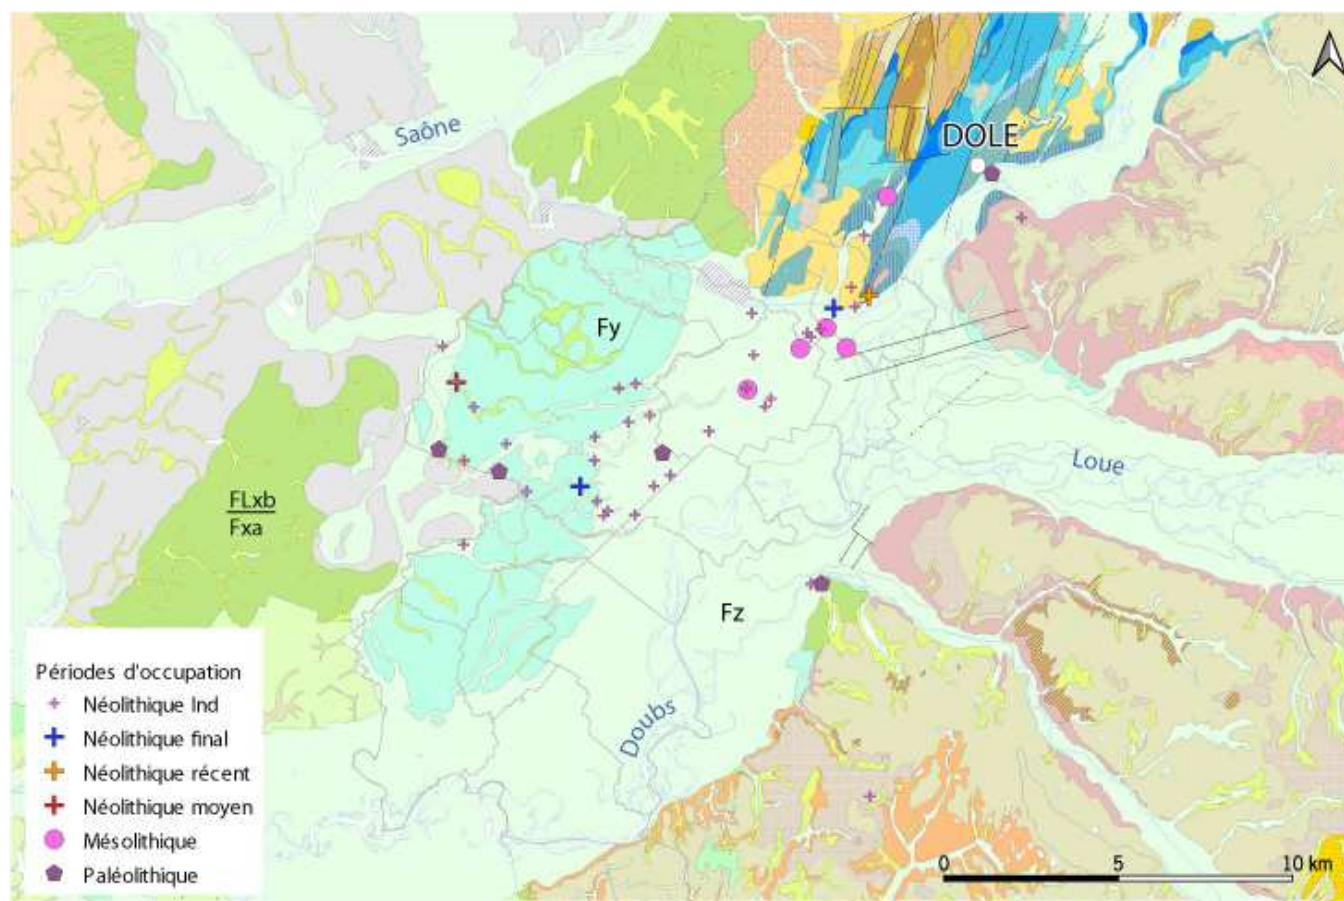 Saône
DOLE
Fy
Loue
FLxb
Fxa
Fz
Doubs
Périodes d'occupation
Néolithique Ind
Néolithique final
Néolithique récent
Néolithique moyen
Mésolithique
Paléolithique
0 5 10 km